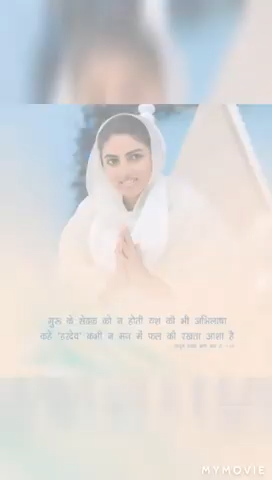 गुरु के सेवक को न होती यश की भी अभिलाषा
कहे 'हरदेव' कभी न मन में फल की रखता आशा है
MYMOVIE